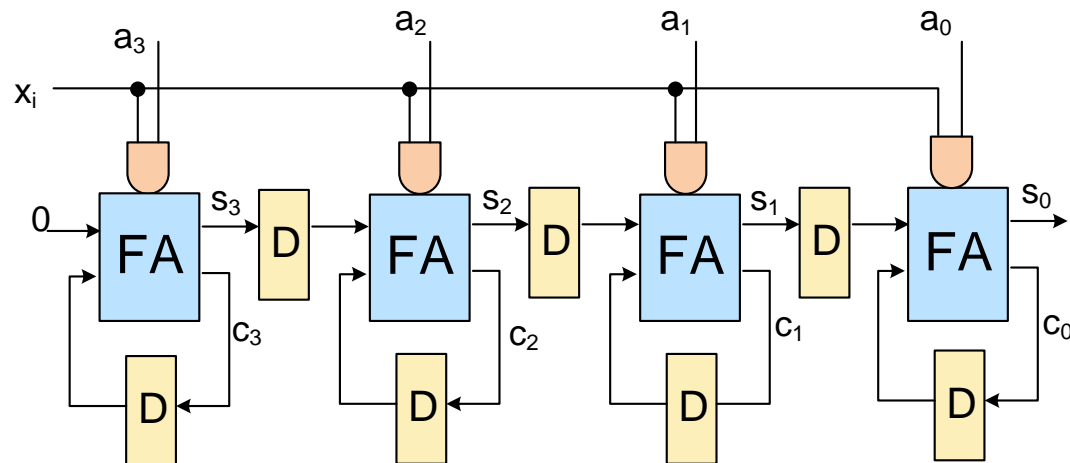 a₃ a₂ a₁ a₀
xᵢ
0 FA s₃ D FA s₂ D FA s₁ D FA s₀
c₃ c₂ c₁ c₀
D D D D